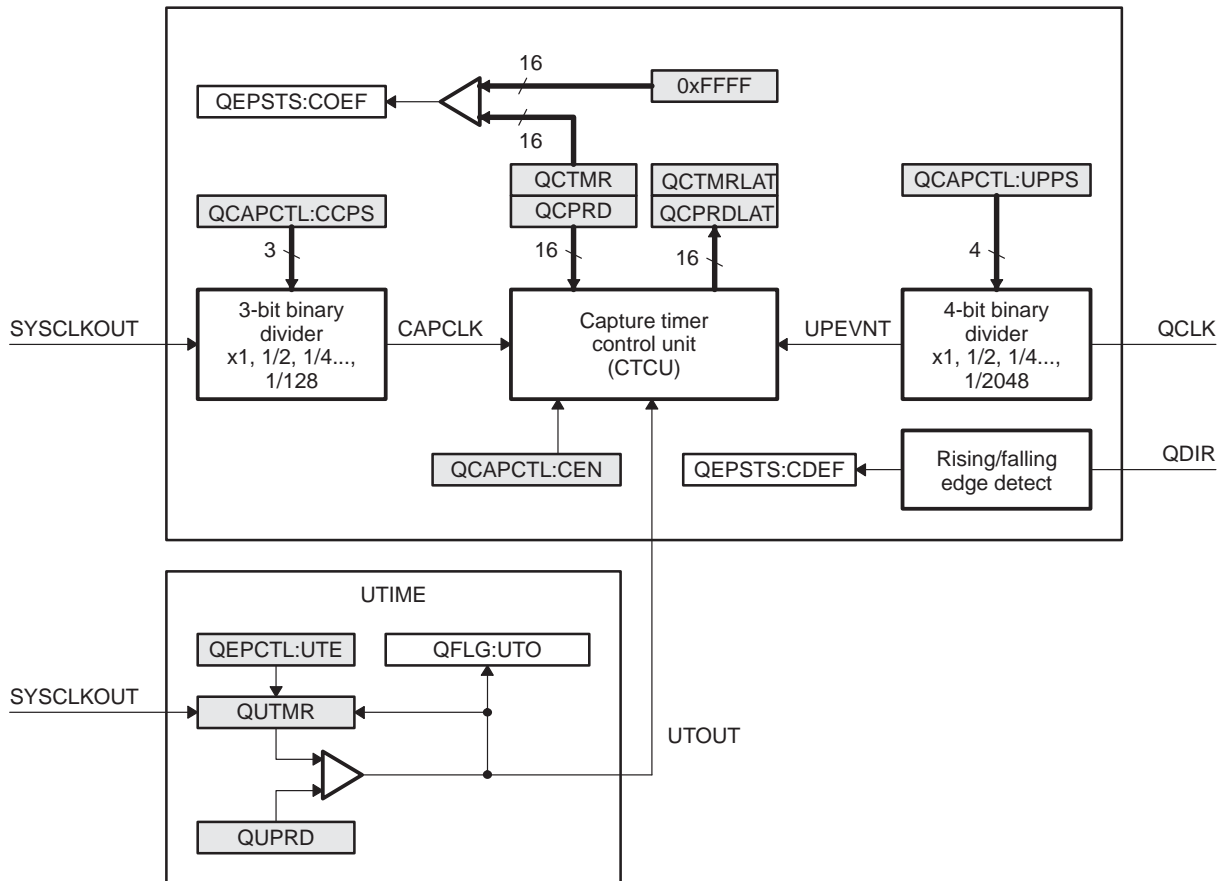 16
0xFFFF
QEPSTS:COEF
16
QCTMR
QCTMRLAT
QCAPCTL:UPPS
QCAPCTL:CCPS
QCPRD
QCPRDLAT
3
16
16
4
SYSCLKOUT
3-bit binary
divider
x1, 1/2, 1/4...,
1/128
CAPCLK
Capture timer
control unit
(CTCU)
UPEVNT
4-bit binary
divider
x1, 1/2, 1/4...,
1/2048
QCLK
QCAPCTL:CEN
QEPSTS:CDEF
Rising/falling
edge detect
QDIR
UTIME
QEPCTL:UTE
QFLG:UTO
SYSCLKOUT
QUTMR
UTOUT
QUPRD